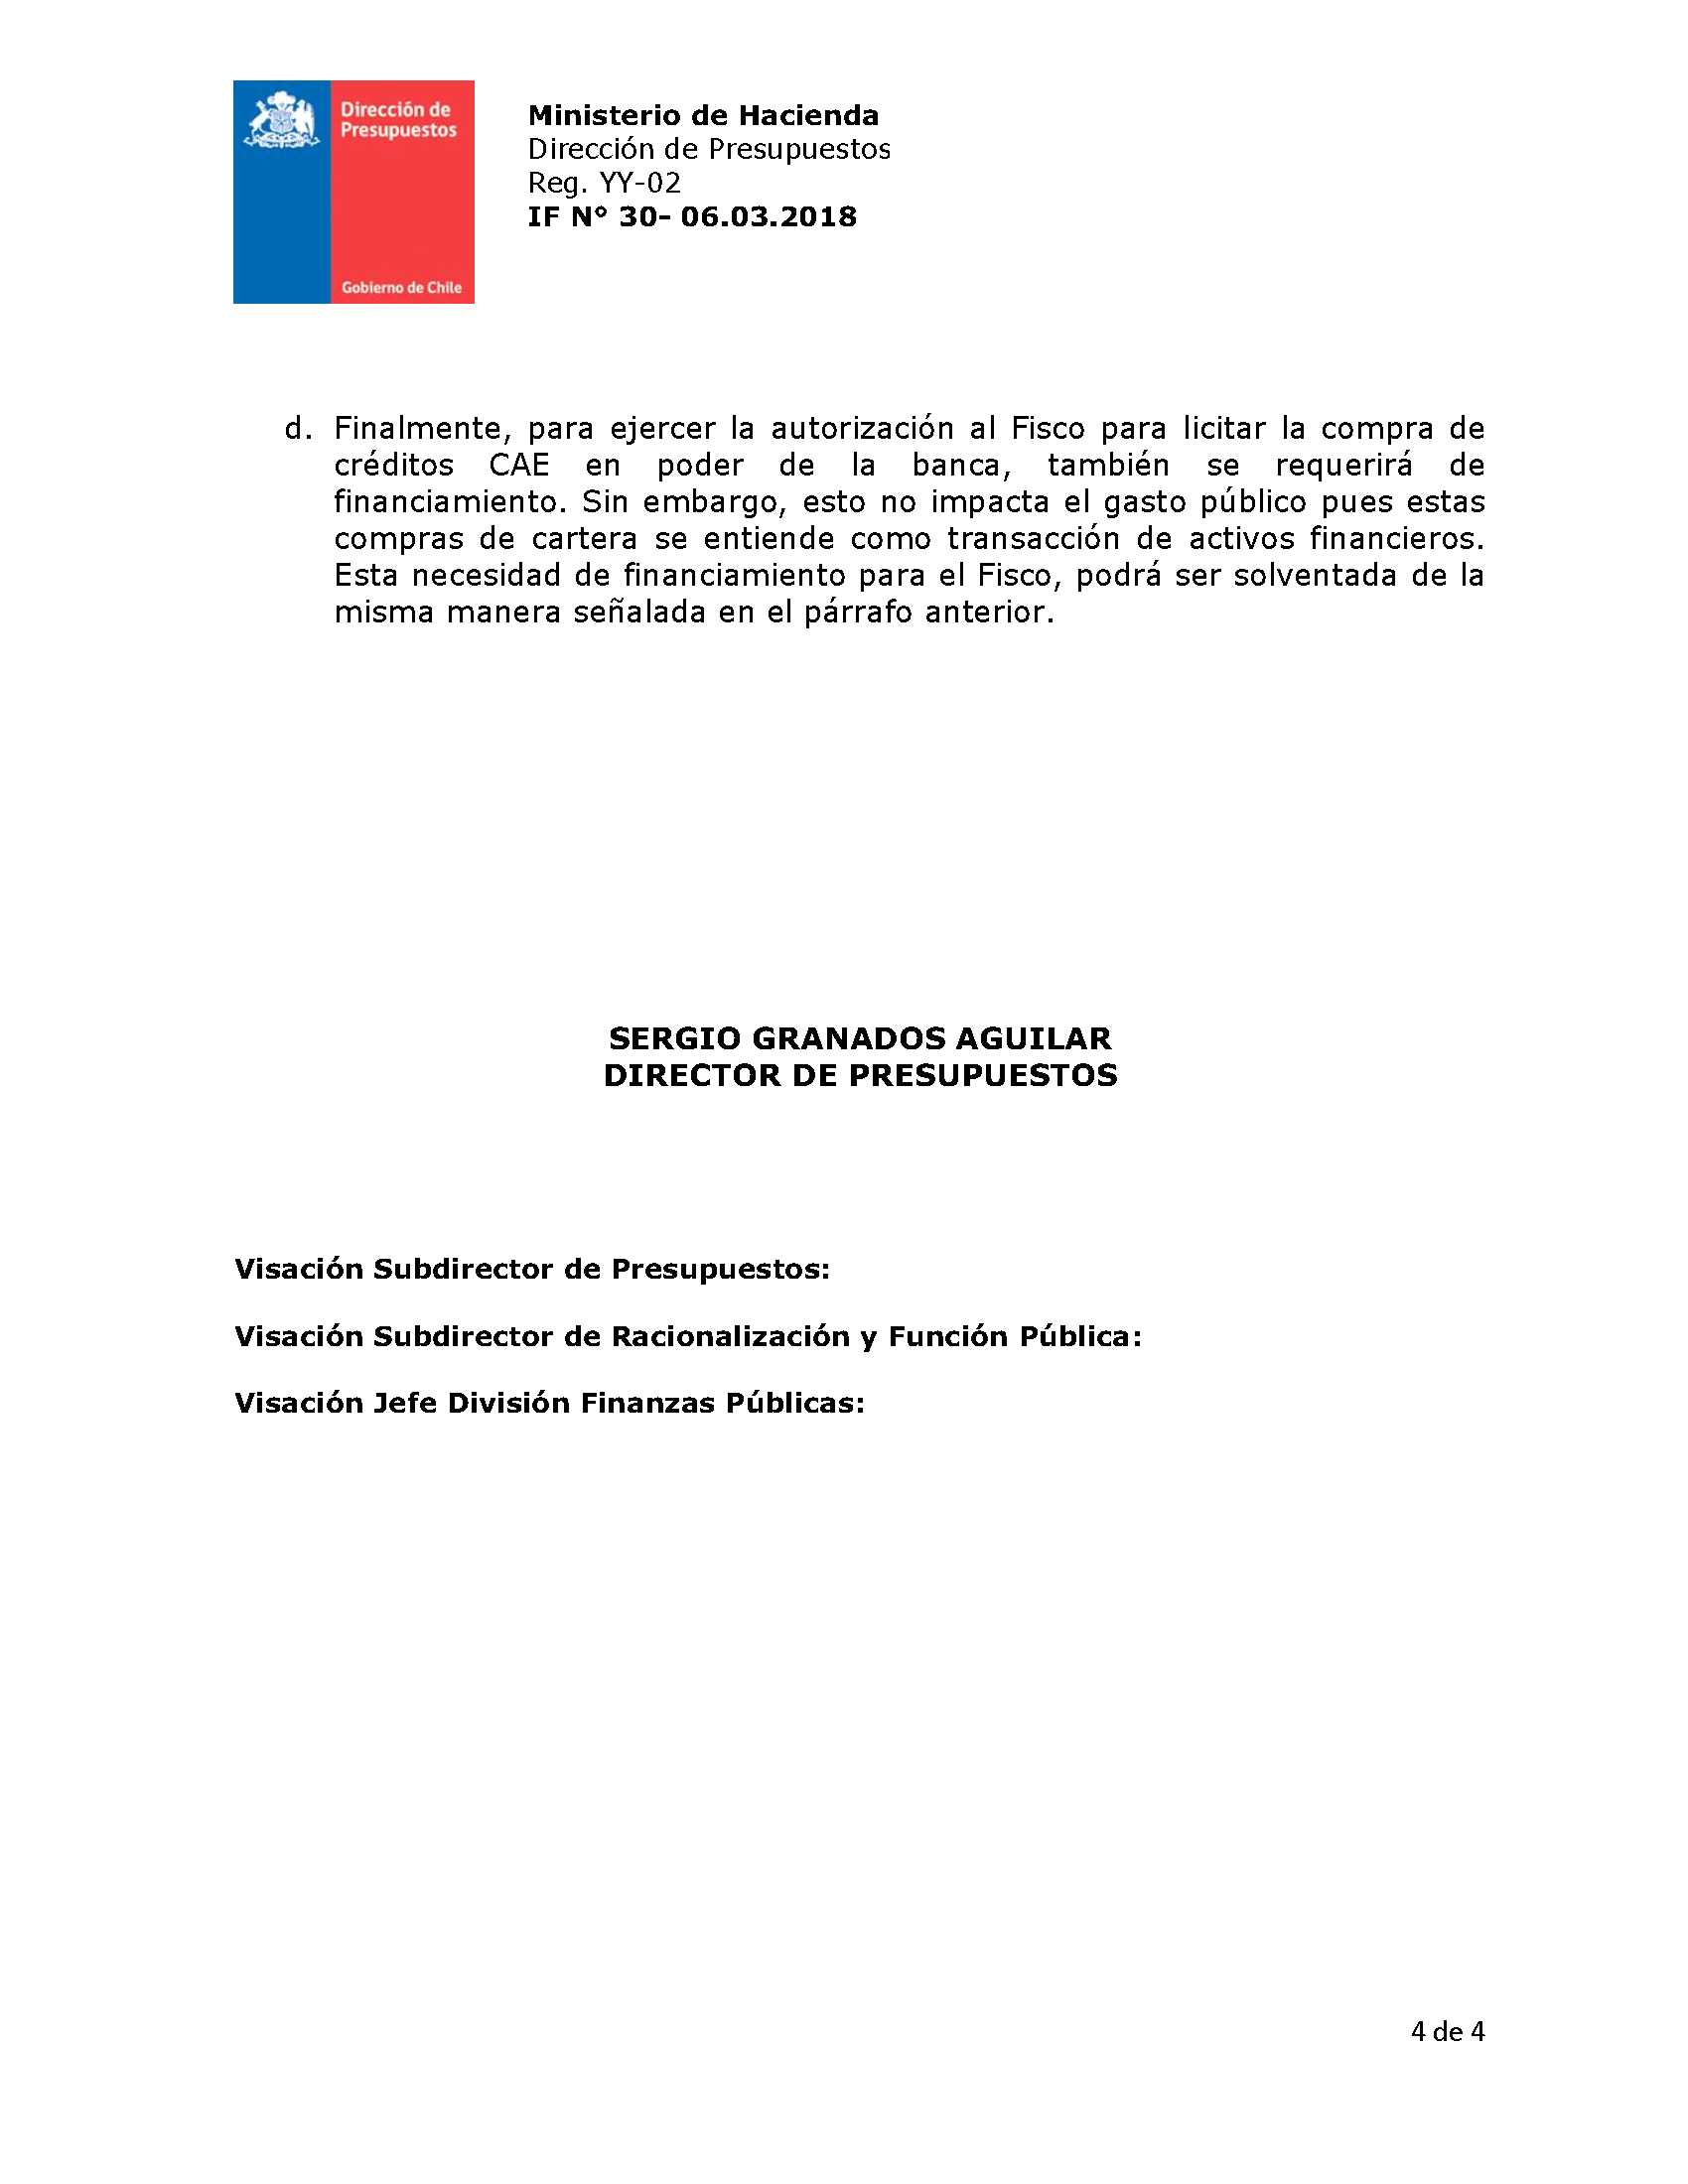 Dirección de
Presupuestos
Gobierno de Chile
Ministerio de Hacienda
Dirección de Presupuestos
Reg. YY-02
IF N° 30- 06.03.2018
d. Finalmente, para ejercer la autorización al Fisco para licitar la compra de
créditos CAE en poder de la banca, también se requerirá de
financiamiento. Sin embargo, esto no impacta el gasto público pues estas
compras de cartera se entiende como transacción de activos financieros.
Esta necesidad de financiamiento para el Fisco, podrá ser solventada de la
misma manera señalada en el párrafo anterior.
SERGIO GRANADOS AGUILAR
DIRECTOR DE PRESUPUESTOS
Visación Subdirector de Presupuestos:
Visación Subdirector de Racionalización y Función Pública:
Visación Jefe División Finanzas Públicas:
4 de 4